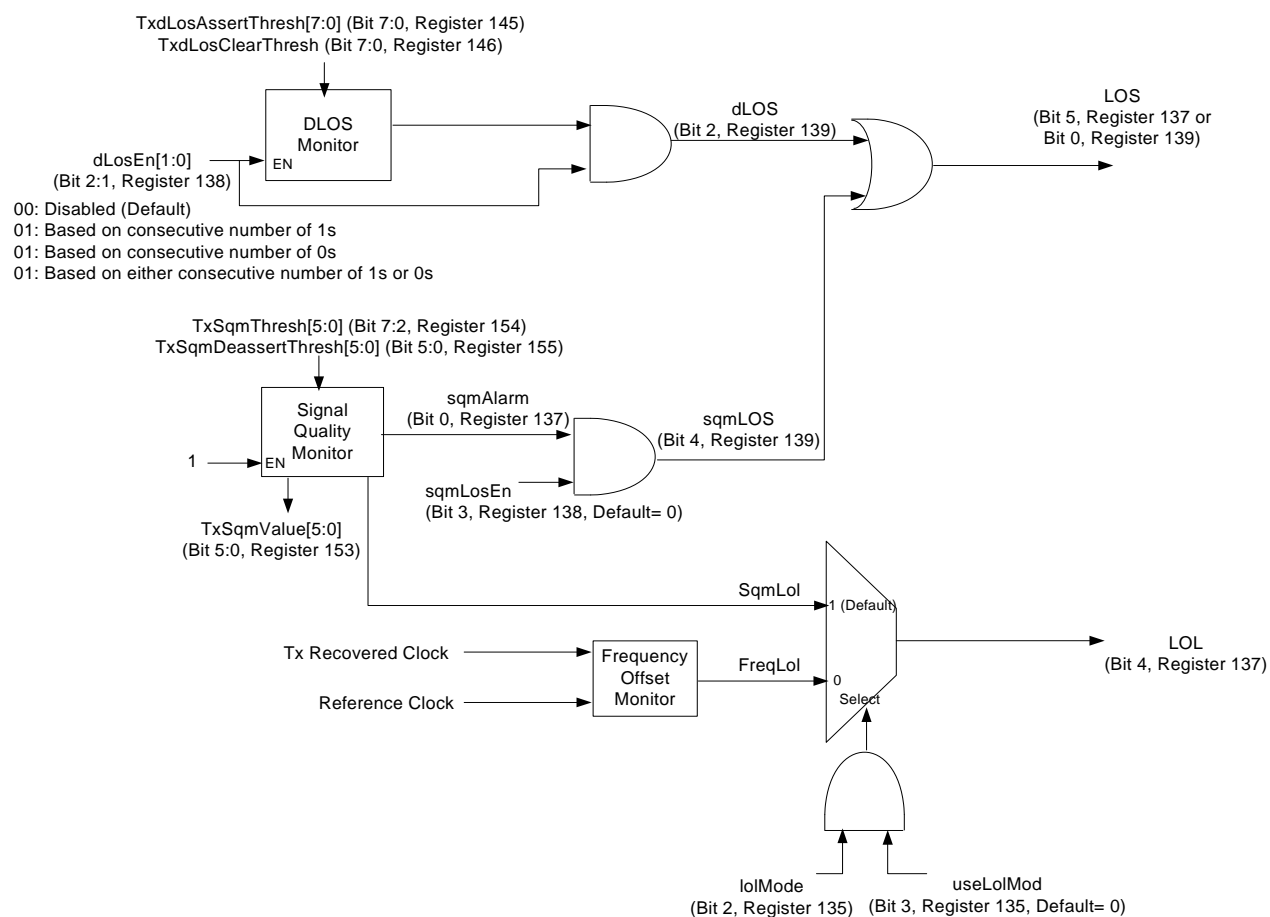 TxdLosAssertThresh[7:0] (Bit 7:0, Register 145)
TxdLosClearThresh (Bit 7:0, Register 146)
DLOS
Monitor
EN
dLosEn[1:0]
(Bit 2:1, Register 138)
00: Disabled (Default)
01: Based on consecutive number of 1s
01: Based on consecutive number of 0s
01: Based on either consecutive number of 1s or 0s
dLOS
(Bit 2, Register 139)
LOS
(Bit 5, Register 137 or
Bit 0, Register 139)
TxSqmThresh[5:0] (Bit 7:2, Register 154)
TxSqmDeassertThresh[5:0] (Bit 5:0, Register 155)
Signal
Quality
Monitor
1
EN
sqmAlarm
(Bit 0, Register 137)
sqmLOS
(Bit 4, Register 139)
sqmLosEn
(Bit 3, Register 138, Default= 0)
TxSqmValue[5:0]
(Bit 5:0, Register 153)
SqmLol
1 (Default)
Tx Recovered Clock
Reference Clock
Frequency
Offset
Monitor
FreqLol
0
Select
LOL
(Bit 4, Register 137)
lolMode
(Bit 2, Register 135)
useLolMod
(Bit 3, Register 135, Default= 0)